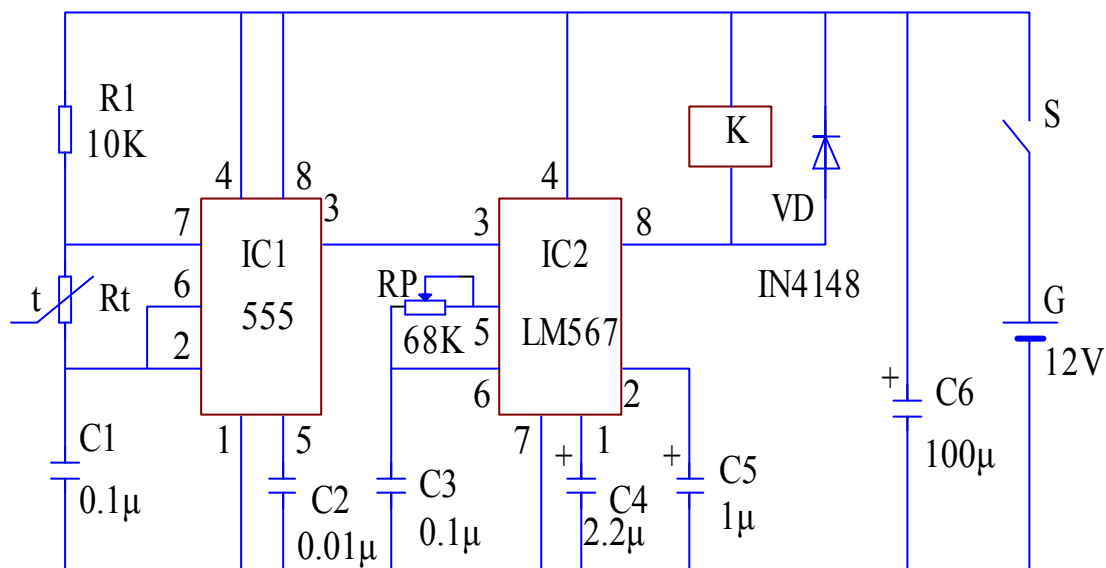 R1
10K
4
8
3
7
IC1
6
555
2
1
5
t
Rt
C1
0.1μ
C2
0.01μ
4
3
8
IC2
RP
68K
5
LM567
6
2
7
1
C3
0.1μ
+
C4
2.2μ
+
C5
1μ
K
VD
IN4148
+
C6
100μ
S
G
12V